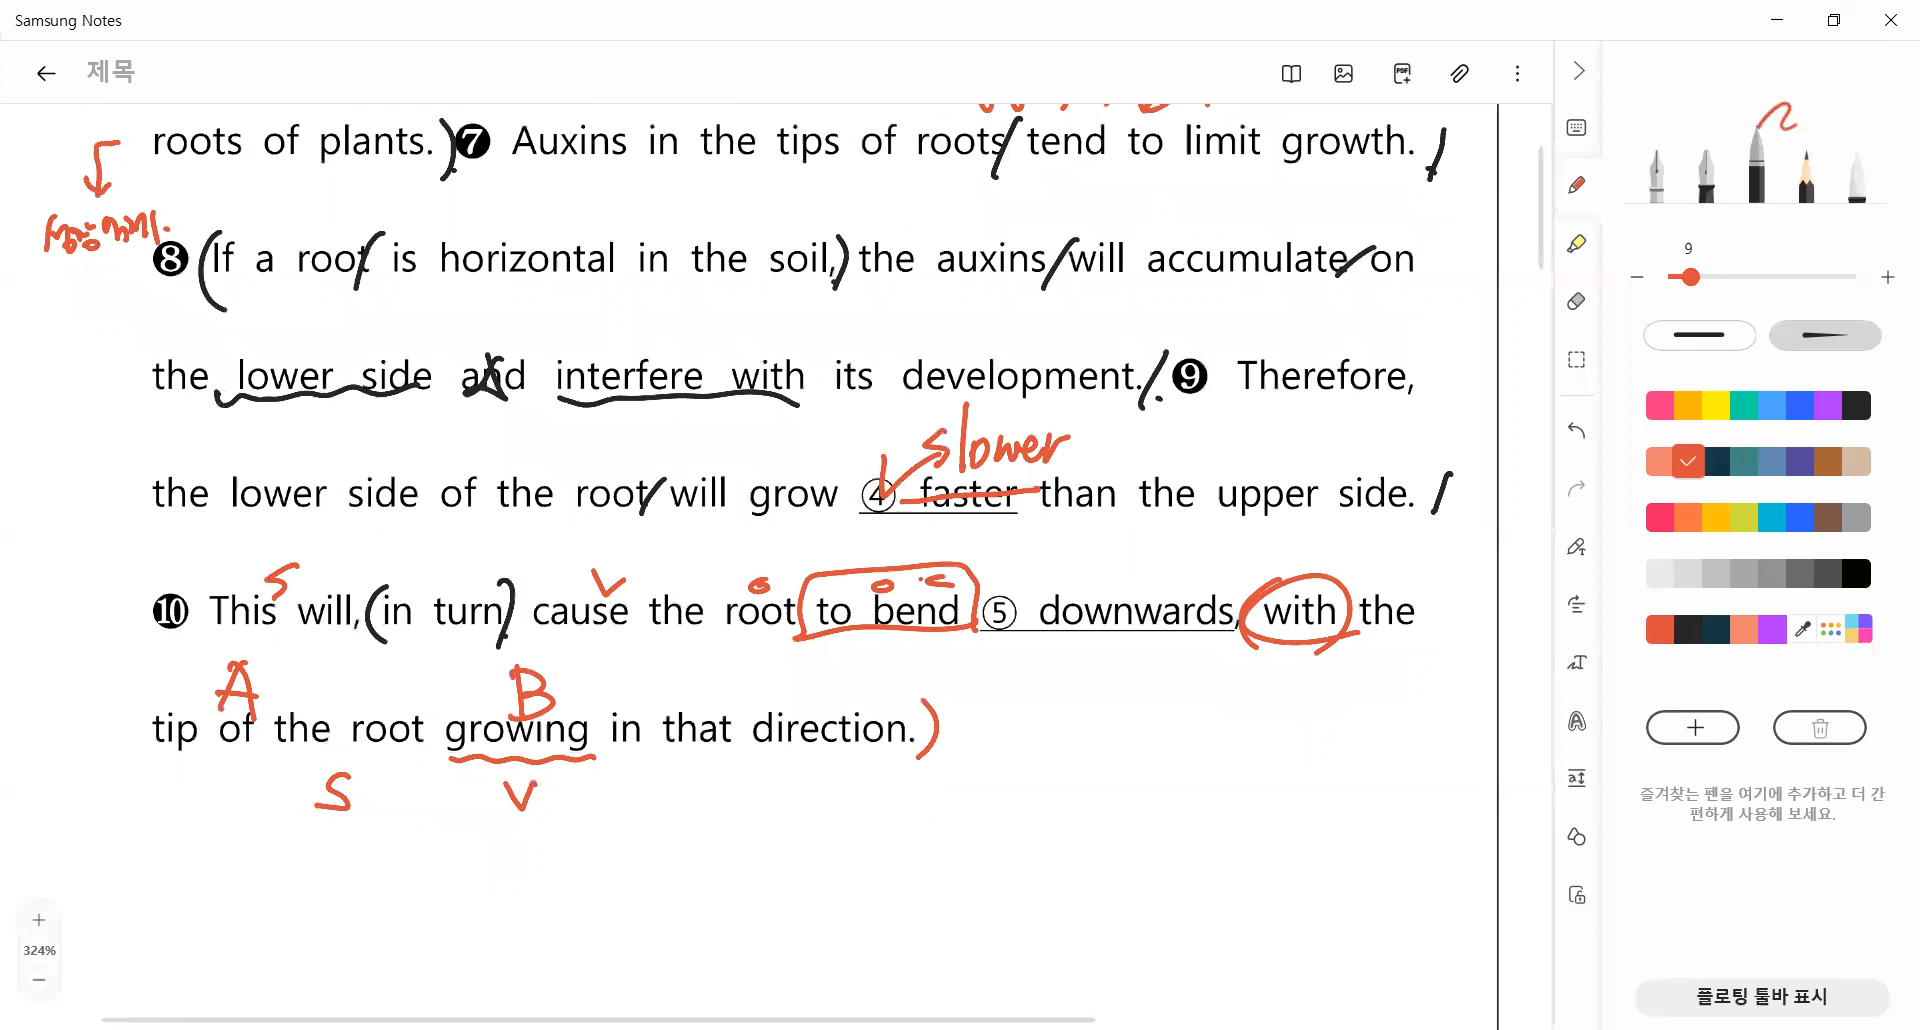 Samsung Notes
제목
roots of plants.) ❼ Auxins in the tips of roots/ tend to limit growth. /
❽ (If a root/ is horizontal in the soil,) the auxins/ will accumulate/ on
the lower side and interfere with its development./ ❾ Therefore,
slower
the lower side of the root/ will grow ④ faster than the upper side. /
S V O O.C
❿ This will, (in turn) cause the root to bend ⑤ downwards, with the
A B
tip of the root growing in that direction.)
S V
9
즐겨찾는 펜을 여기에 추가하고 더 간
편하게 사용해 보세요.
324%
플로팅 툴바 표시